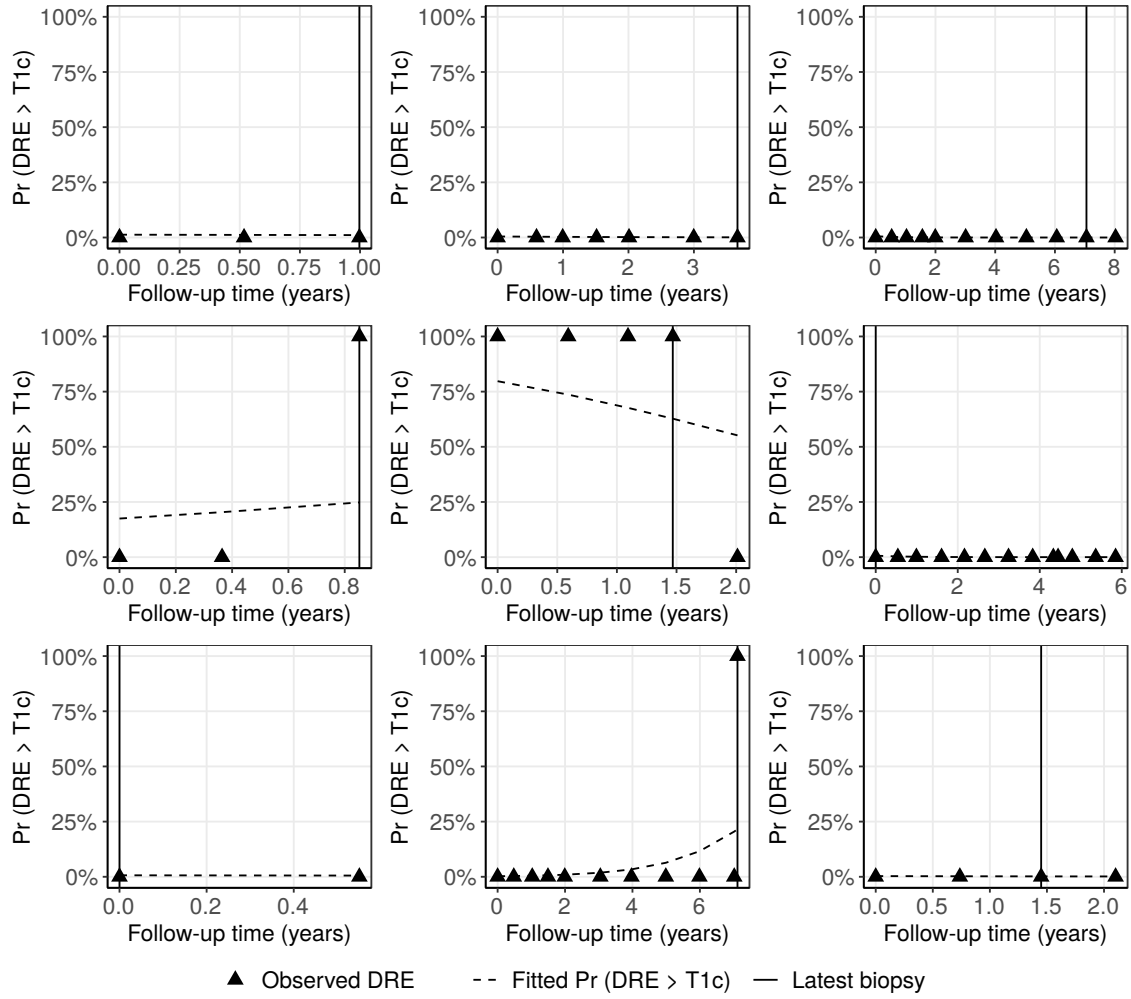 100%
75%
50%
25%
0%
Pr (DRE > T1c)
0.00 0.25 0.50 0.75 1.00
Follow-up time (years)
100%
75%
50%
25%
0%
Pr (DRE > T1c)
0 1 2 3
Follow-up time (years)
100%
75%
50%
25%
0%
Pr (DRE > T1c)
0 2 4 6 8
Follow-up time (years)
100%
75%
50%
25%
0%
Pr (DRE > T1c)
0.0 0.2 0.4 0.6 0.8
Follow-up time (years)
100%
75%
50%
25%
0%
Pr (DRE > T1c)
0.0 0.5 1.0 1.5 2.0
Follow-up time (years)
100%
75%
50%
25%
0%
Pr (DRE > T1c)
0 2 4 6
Follow-up time (years)
100%
75%
50%
25%
0%
Pr (DRE > T1c)
0.0 0.2 0.4
Follow-up time (years)
100%
75%
50%
25%
0%
Pr (DRE > T1c)
0 2 4 6
Follow-up time (years)
100%
75%
50%
25%
0%
Pr (DRE > T1c)
0.0 0.5 1.0 1.5 2.0
Follow-up time (years)
Observed DRE Fitted Pr (DRE > T1c) Latest biopsy